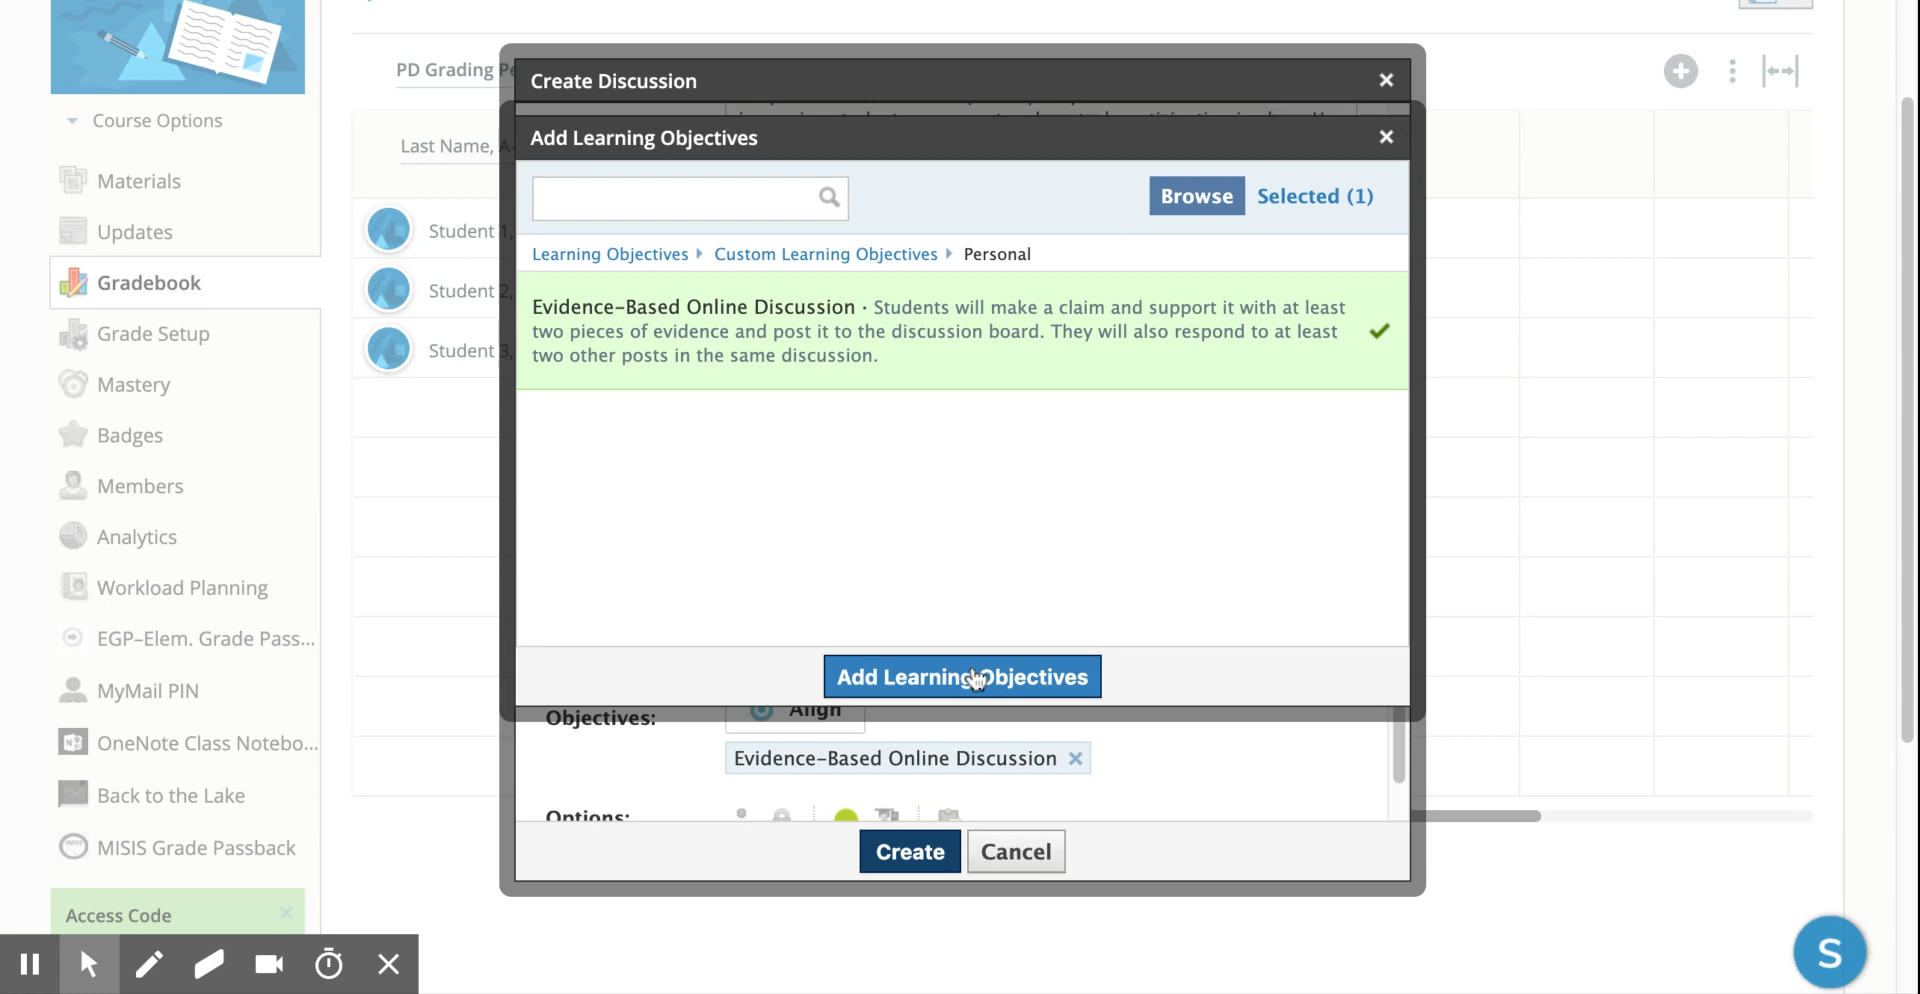 Course Options
Materials
Updates
Gradebook
Grade Setup
Mastery
Badges
Members
Analytics
Workload Planning
EGP-Elem. Grade Pass...
MyMail PIN
OneNote Class Notebo...
Back to the Lake
MISIS Grade Passback
Access Code
PD Grading
Last Name,
Student 1,
Student 2,
Student 3,
Create Discussion
Add Learning Objectives
Browse Selected (1)
Learning Objectives Custom Learning Objectives Personal
Evidence-Based Online Discussion · Students will make a claim and support it with at least
two pieces of evidence and post it to the discussion board. They will also respond to at least
two other posts in the same discussion.
Add Learning Objectives
Objectives: Align
Evidence-Based Online Discussion
Options:
Create Cancel
S